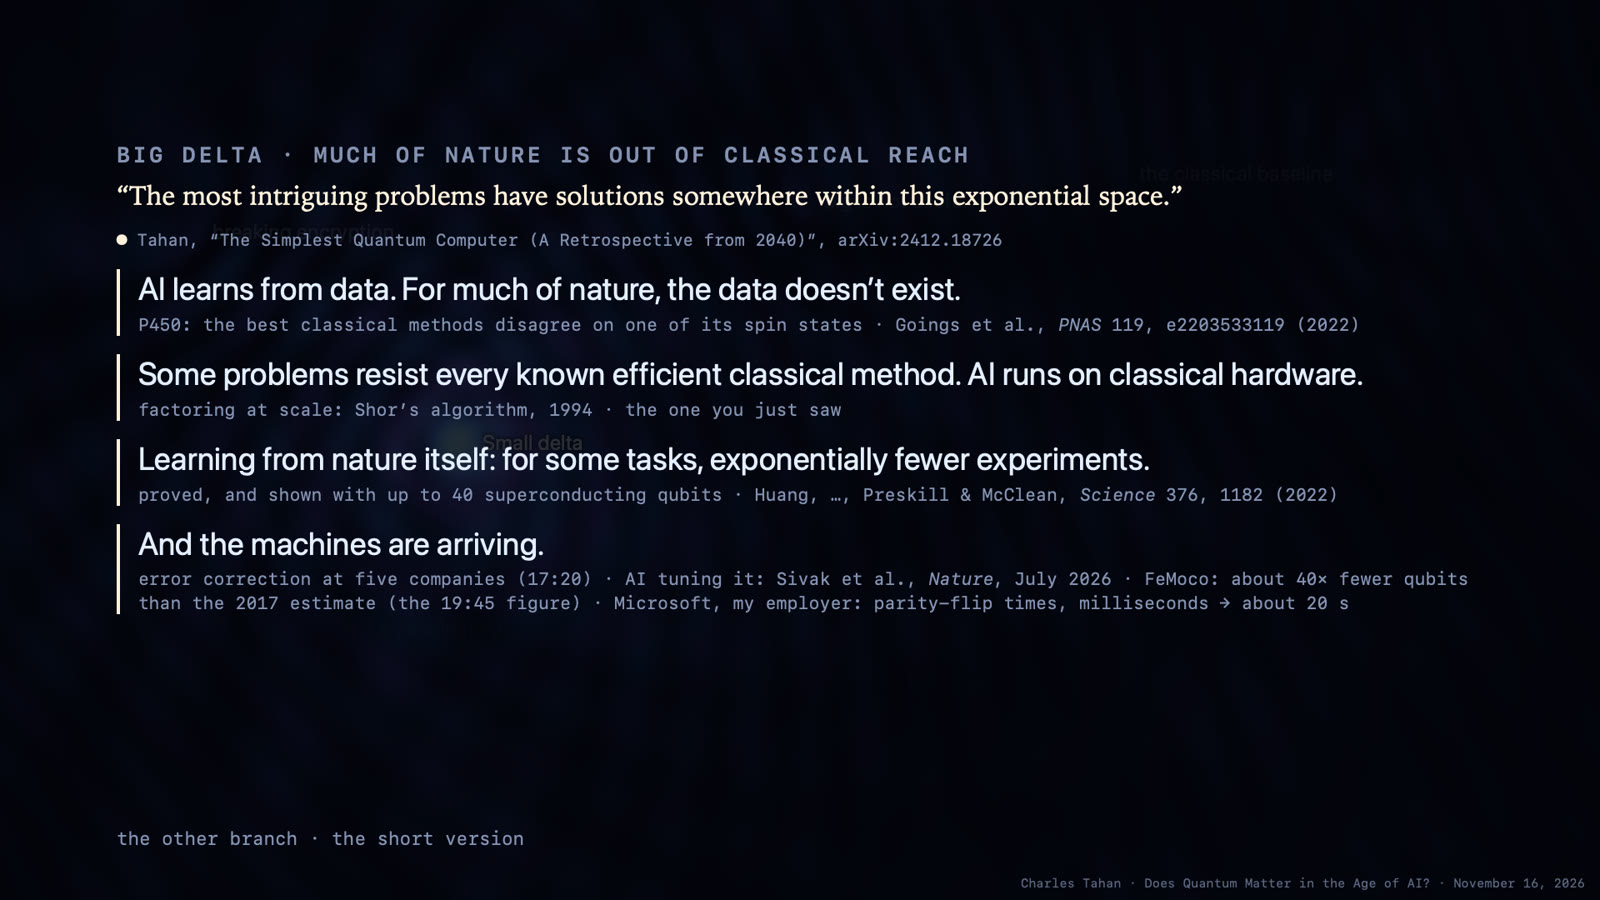 BIG DELTA · MUCH OF NATURE IS OUT OF CLASSICAL REACH
the classical baseline
“The most intriguing problems have solutions somewhere within this exponential space.”
breaking encryption
Tahan, “The Simplest Quantum Computer (A Retrospective from 2040)”, arXiv:2412.18726
AI learns from data. For much of nature, the data doesn’t exist.
P450: the best classical methods disagree on one of its spin states · Goings et al., PNAS 119, e2203533119 (2022)
Some problems resist every known efficient classical method. AI runs on classical hardware.
factoring at scale: Shor’s algorithm, 1994 · the one you just saw
Small delta
Learning from nature itself: for some tasks, exponentially fewer experiments.
proved, and shown with up to 40 superconducting qubits · Huang, …, Preskill & McClean, Science 376, 1182 (2022)
And the machines are arriving.
error correction at five companies (17:20) · AI tuning it: Sivak et al., Nature, July 2026 · FeMoco: about 40× fewer qubits
than the 2017 estimate (the 19:45 figure) · Microsoft, my employer: parity–flip times, milliseconds → about 20 s
the other branch · the short version
Charles Tahan · Does Quantum Matter in the Age of AI? · November 16, 2026